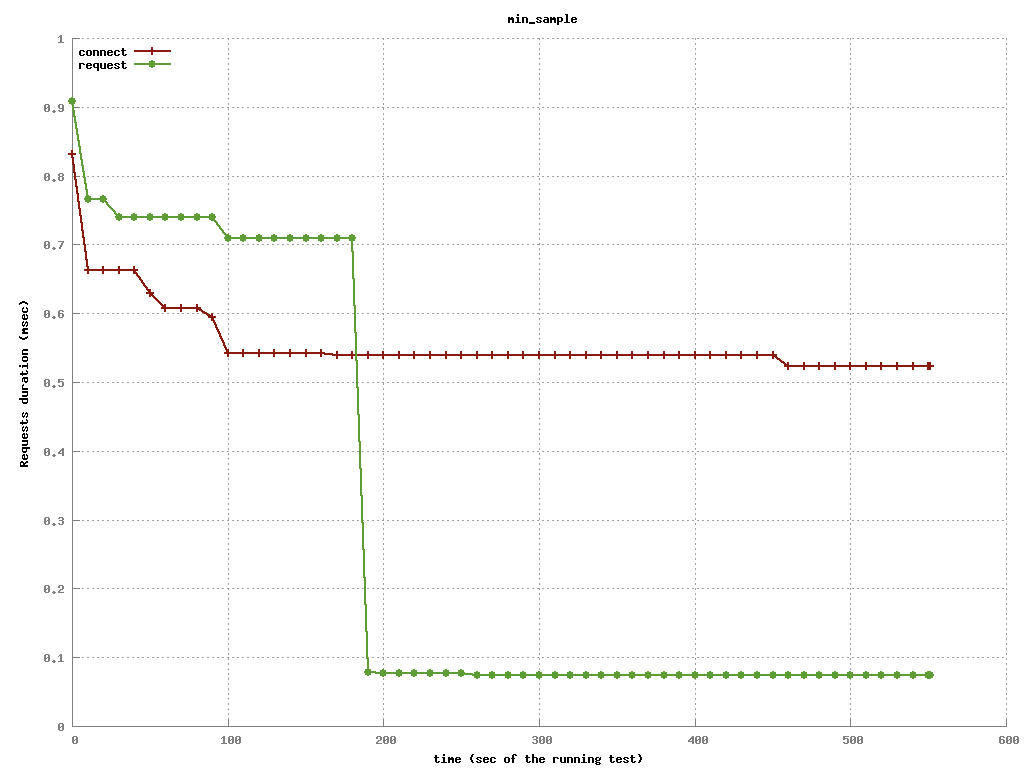 min_sample
connect
request
1
0.9
0.8
0.7
0.6
0.5
0.4
0.3
0.2
0.1
0
Requests duration (msec)
0 100 200 300 400 500 600
time (sec of the running test)